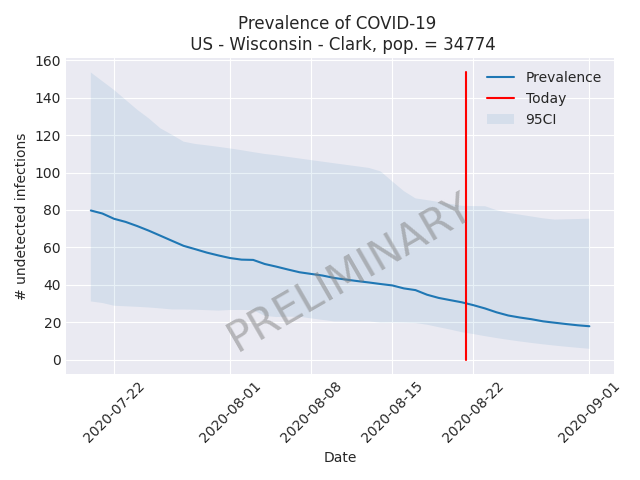 Prevalence of COVID-19
US - Wisconsin - Clark, pop. = 34774
160
140
120
100
80
60
40
20
0
# undetected infections
Prevalence
Today
95CI
PRELIMINARY
2020-07-22
2020-08-01
2020-08-08
2020-08-15
2020-08-22
2020-09-01
Date